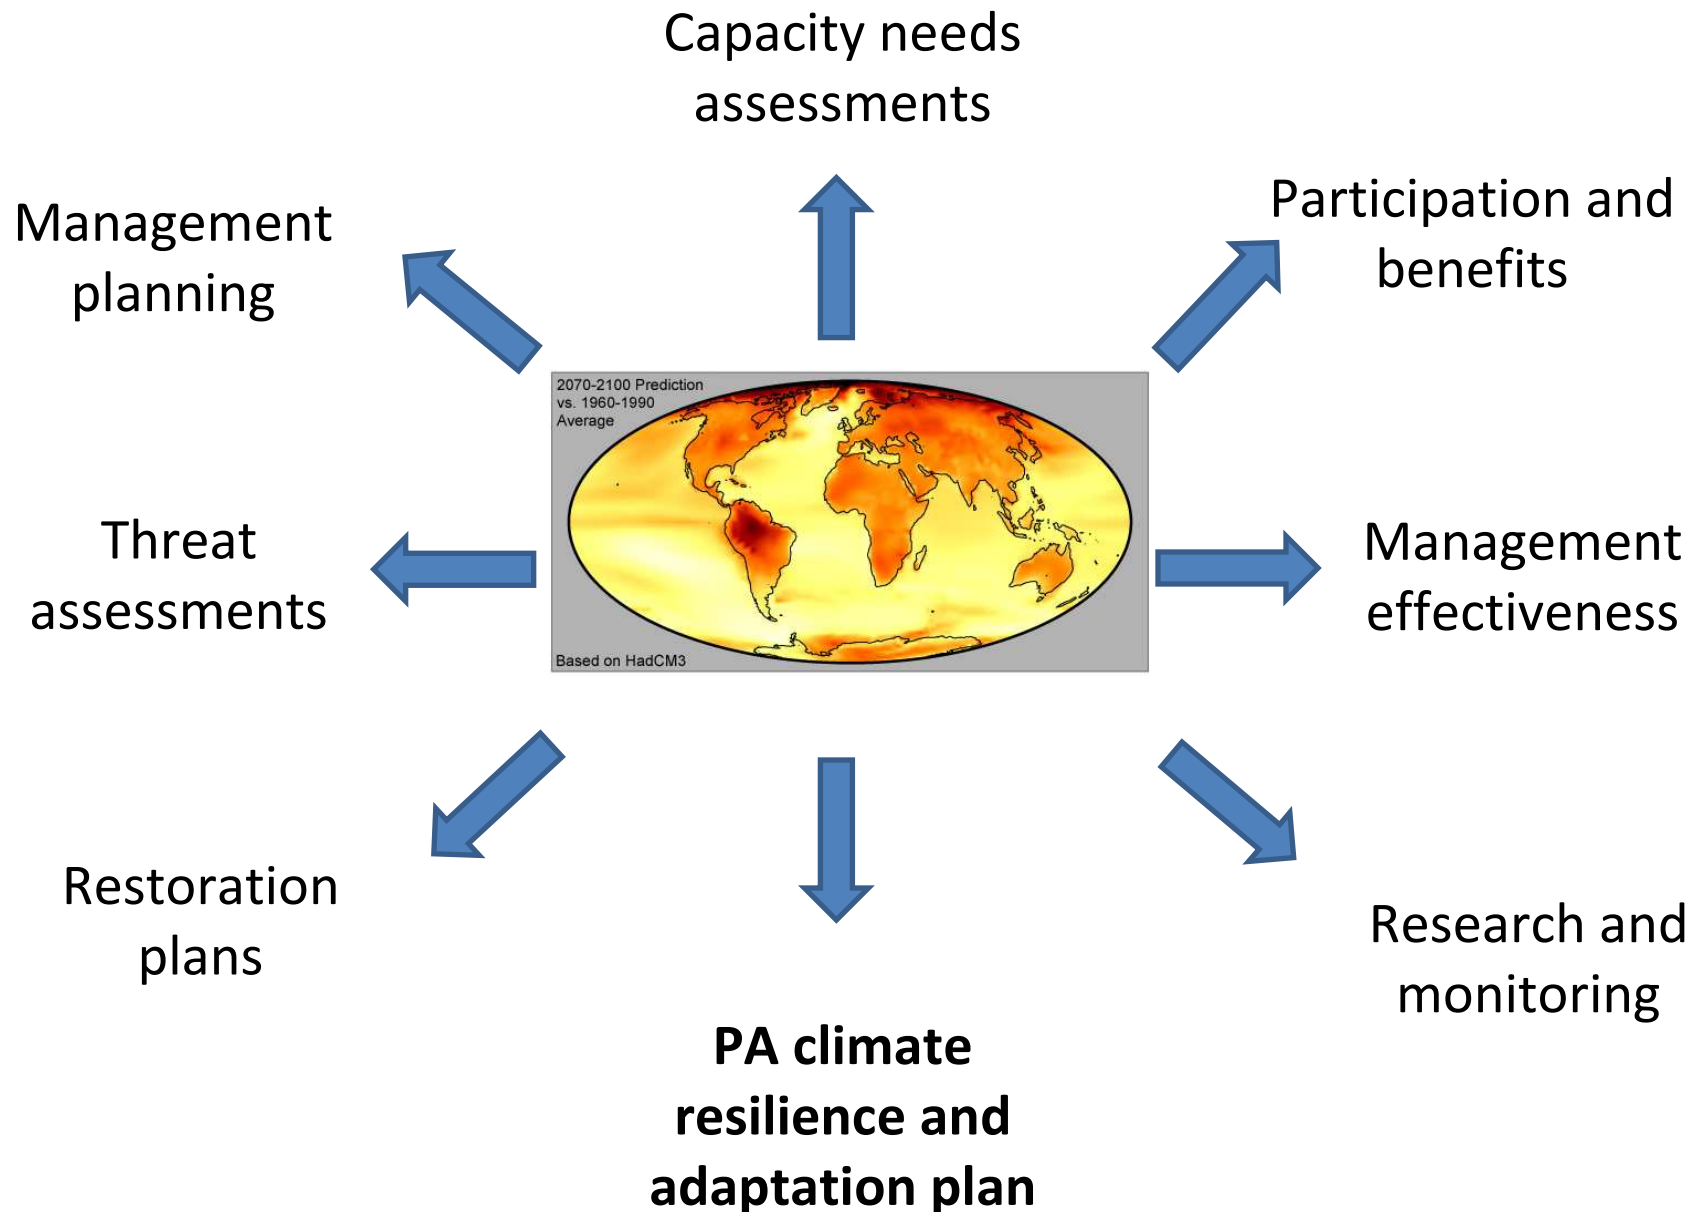 Capacity needs
assessments
Management
planning
Participation and
benefits
2070-2100 Prediction
vs. 1960-1990
Average
Threat
assessments
Management
effectiveness
Based on HadCM3
Restoration
plans
Research and
monitoring
PA climate
resilience and
adaptation plan